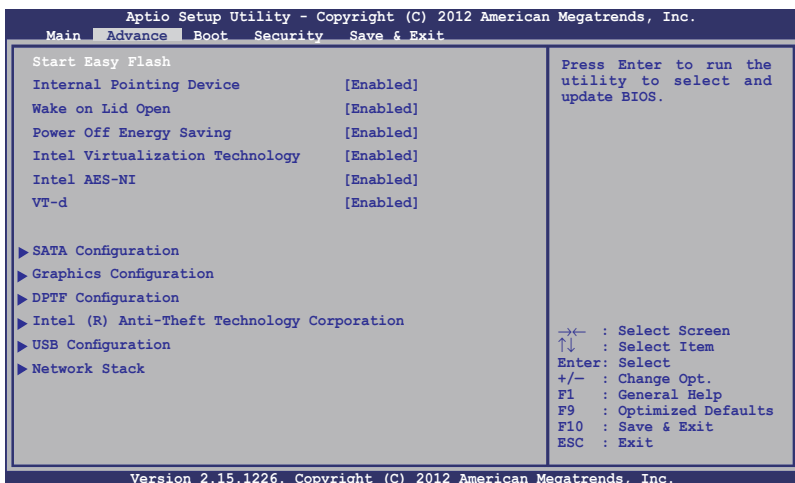 Aptio Setup Utility - Copyright (C) 2012 American Megatrends, Inc.
Main Advance Boot Security Save & Exit
Start Easy Flash
Internal Pointing Device [Enabled]
Wake on Lid Open [Enabled]
Power Off Energy Saving [Enabled]
Intel Virtualization Technology [Enabled]
Intel AES-NI [Enabled]
VT-d [Enabled]
SATA Configuration
Graphics Configuration
DPTF Configuration
Intel (R) Anti-Theft Technology Corporation
USB Configuration
Network Stack
Press Enter to run the
utility to select and
update BIOS.
→← : Select Screen
↑↓ : Select Item
Enter: Select
+/— : Change Opt.
F1 : General Help
F9 : Optimized Defaults
F10 : Save & Exit
ESC : Exit
Version 2.15.1226. Copyright (C) 2012 American Megatrends, Inc.